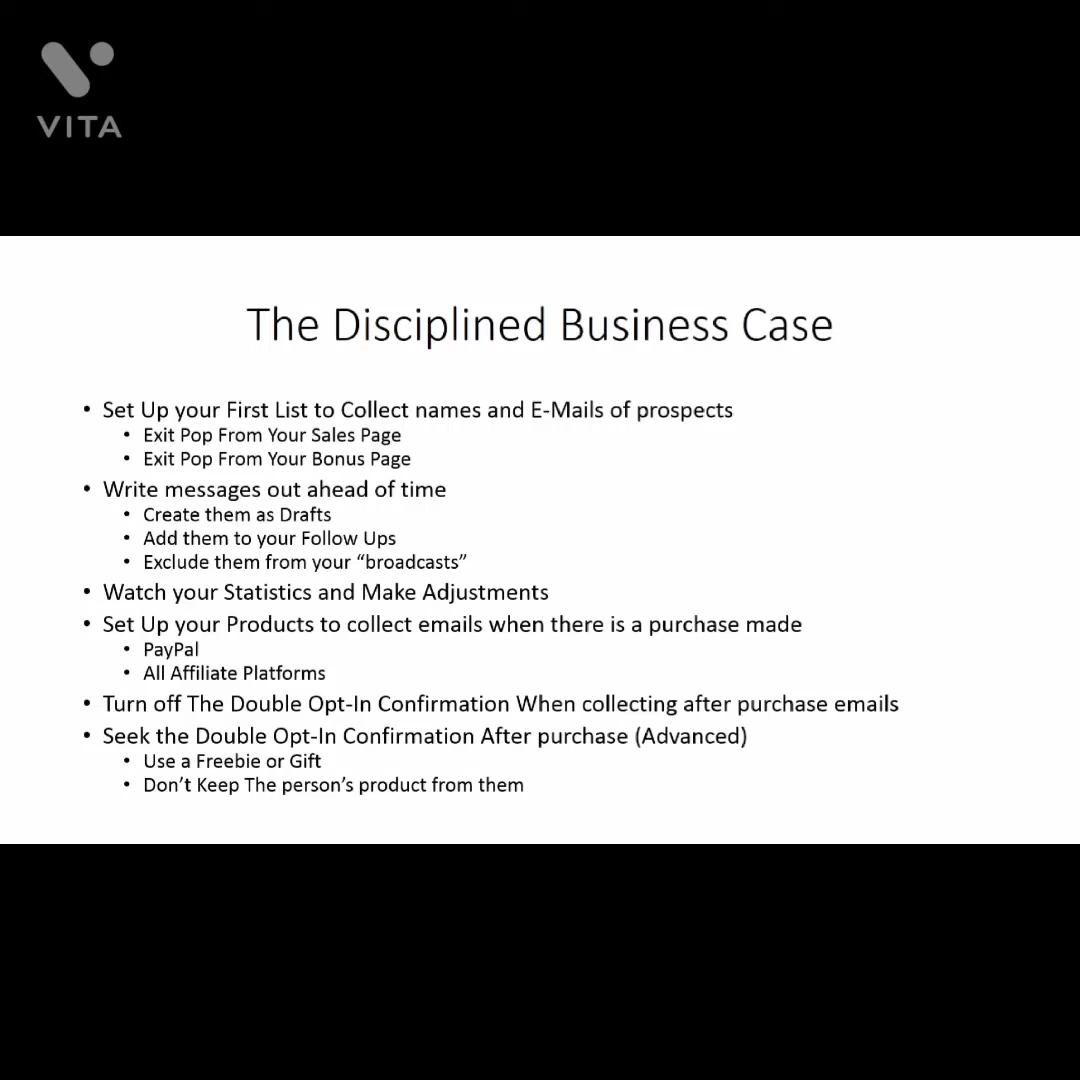 VITA
The Disciplined Business Case
• Set Up your First List to Collect names and E-Mails of prospects
• Exit Pop From Your Sales Page
• Exit Pop From Your Bonus Page
• Write messages out ahead of time
• Create them as Drafts
• Add them to your Follow Ups
• Exclude them from your “broadcasts”
• Watch your Statistics and Make Adjustments
• Set Up your Products to collect emails when there is a purchase made
• PayPal
• All Affiliate Platforms
• Turn off The Double Opt-In Confirmation When collecting after purchase emails
• Seek the Double Opt-In Confirmation After purchase (Advanced)
• Use a Freebie or Gift
• Don’t Keep The person’s product from them